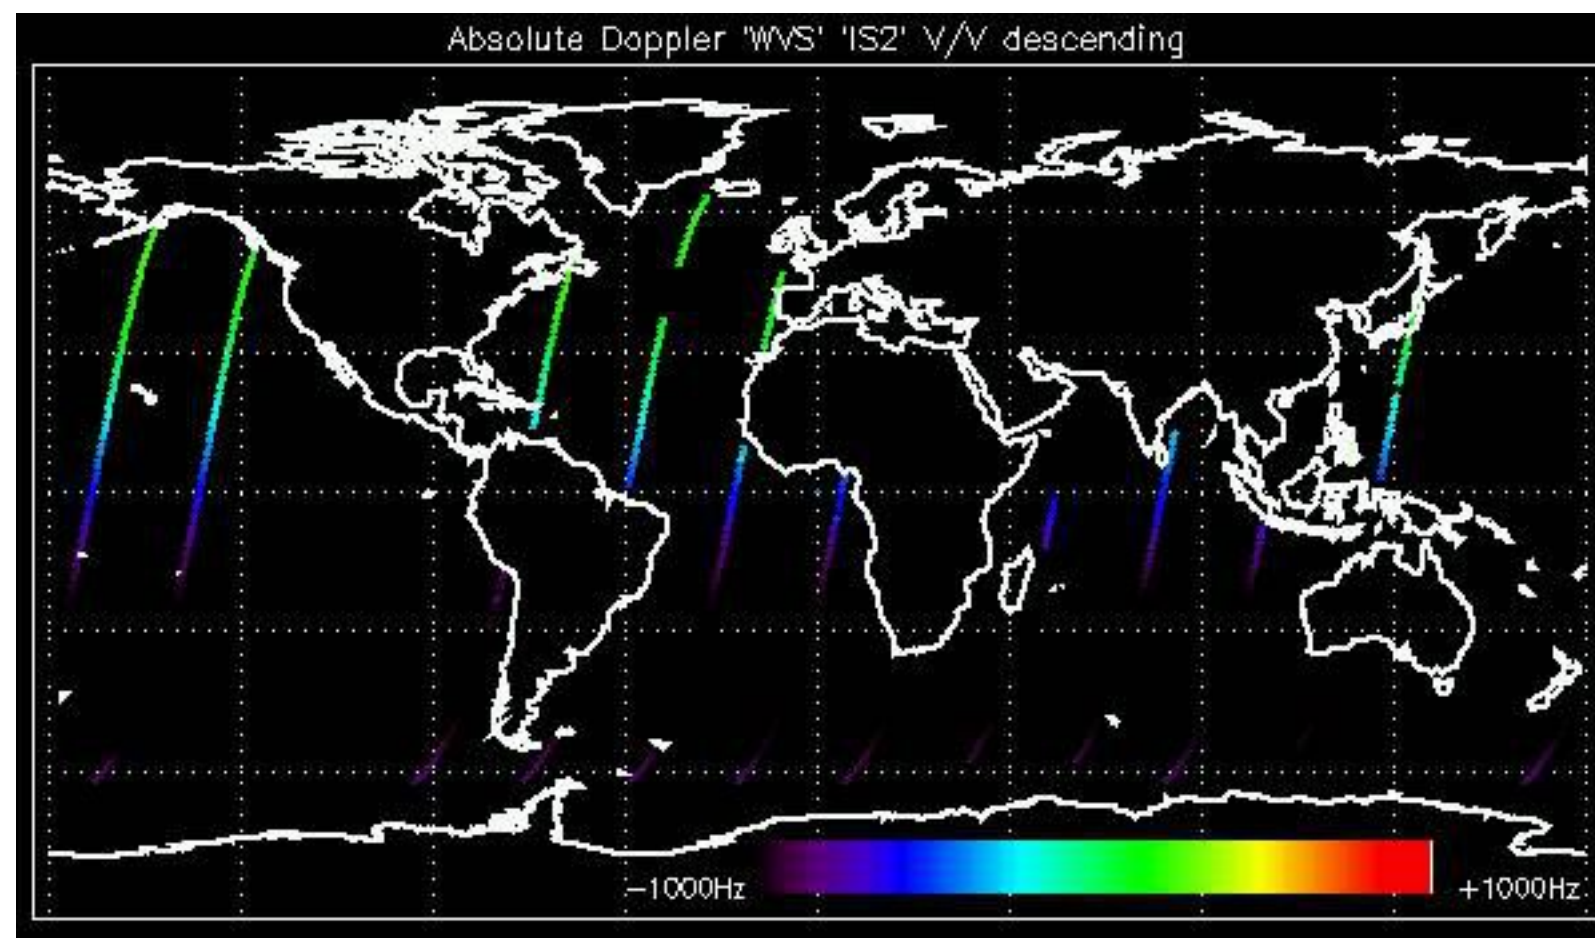 Absolute Doppler 'WVS' 'IS2' V/V descending
-1000Hz
+1000Hz